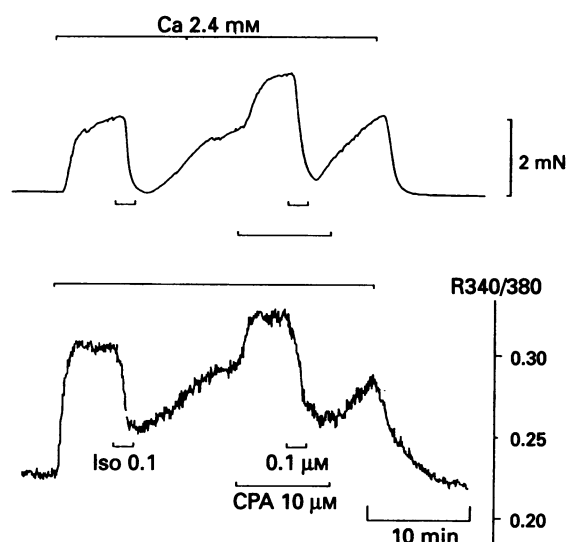 Ca 2.4 mM
2 mN
R340/380
0.30
0.25
Iso 0.1
0.1 μM
CPA 10 μM
0.20
10 min